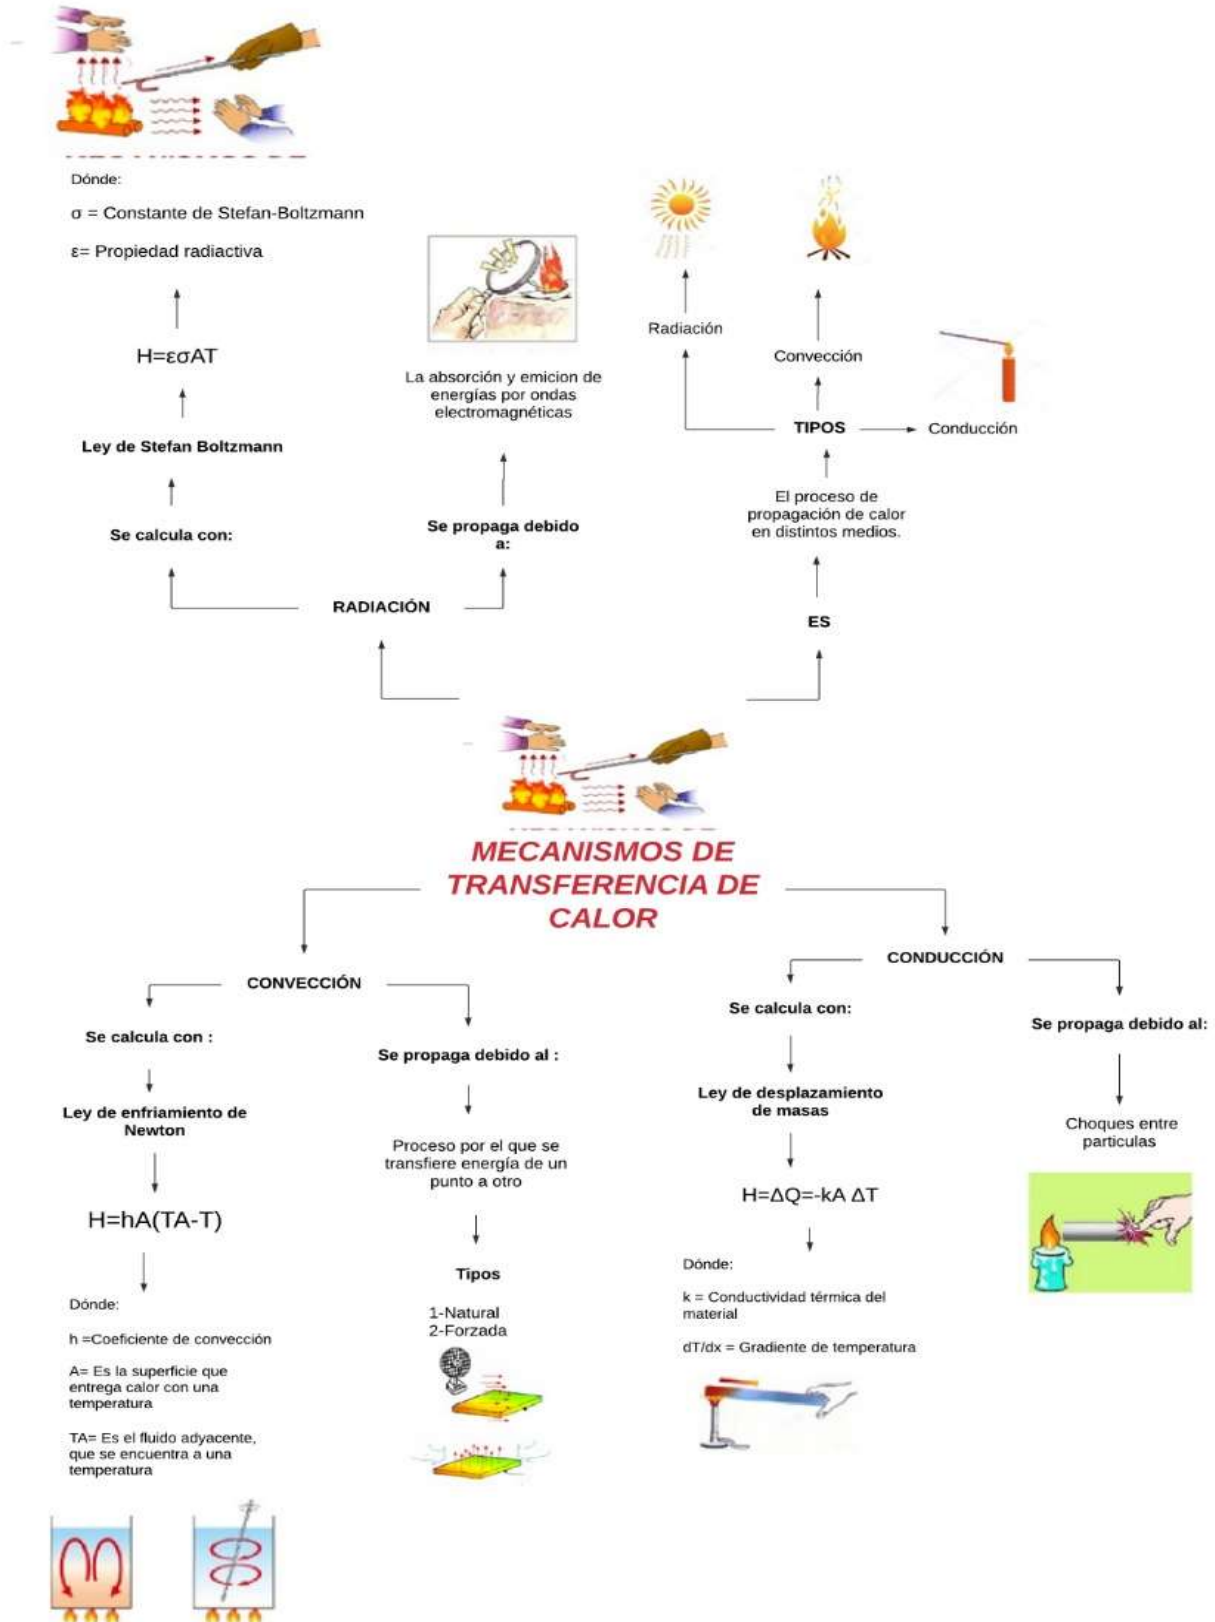 Dónde:
σ = Constante de Stefan-Boltzmann
ε= Propiedad radiactiva
H=εσAT
Ley de Stefan Boltzmann
Se calcula con:
La absorción y emicion de
energías por ondas
electromagnéticas
Se propaga debido
a:
RADIACIÓN
Radiación
Convección
TIPOS
Conducción
El proceso de
propagación de calor
en distintos medios.
ES
MECANISMOS DE
TRANSFERENCIA DE
CALOR
CONVECCIÓN
Se calcula con :
Ley de enfriamiento de
Newton
H=hA(TA-T)
Dónde:
h =Coeficiente de convección
A= Es la superficie que
entrega calor con una
temperatura
TA= Es el fluido adyacente,
que se encuentra a una
temperatura
Se propaga debido al :
Proceso por el que se
transfiere energía de un
punto a otro
Tipos
1-Natural
2-Forzada
CONDUCCIÓN
Se calcula con:
Ley de desplazamiento
de masas
H=ΔQ=-kA ΔT
Dónde:
k = Conductividad térmica del
material
dT/dx = Gradiente de temperatura
Se propaga debido al:
Choques entre
particulas